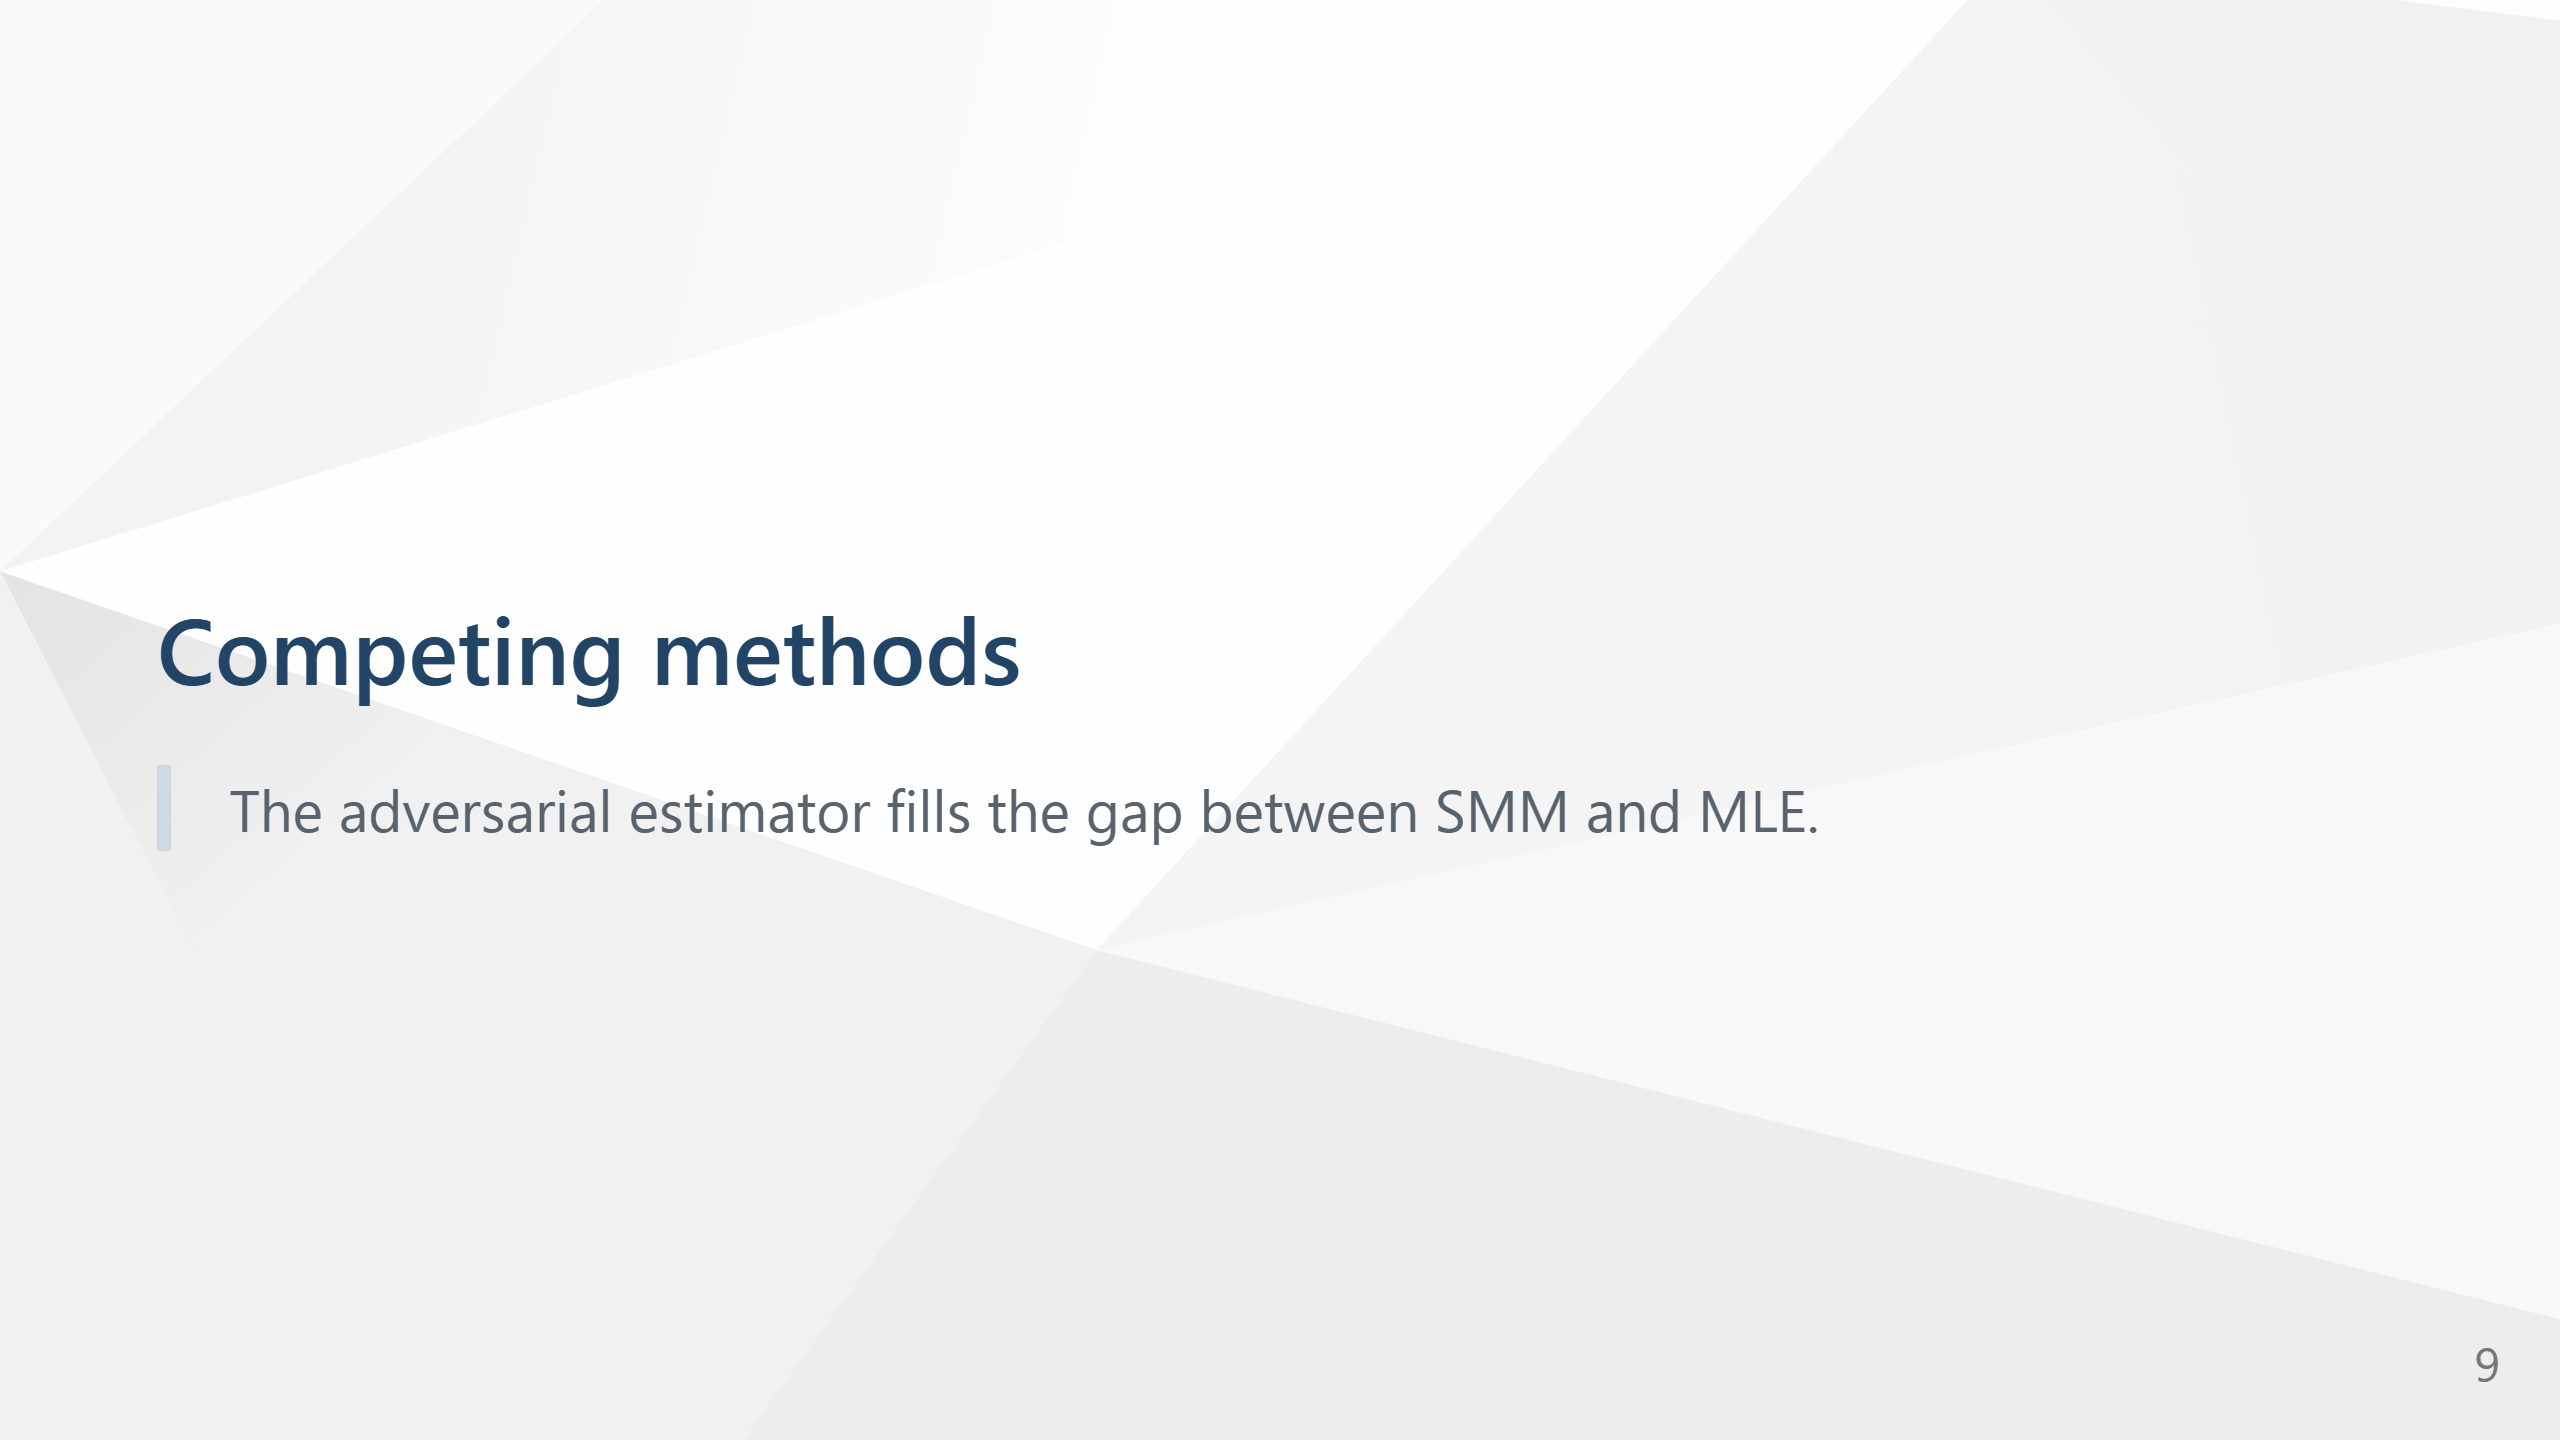 Competing methods
The adversarial estimator fills the gap between SMM and MLE.
9